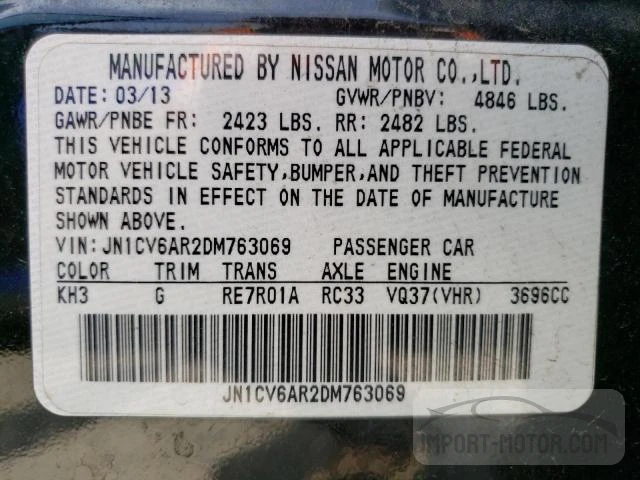 MANUFACTURED BY NISSAN MOTOR CO.,LTD.
DATE: 03/13 GVWR/PNBV: 4846 LBS.
GAWR/PNBE FR: 2423 LBS. RR: 2482 LBS.
THIS VEHICLE CONFORMS TO ALL APPLICABLE FEDERAL
MOTOR VEHICLE SAFETY,BUMPER,AND THEFT PREVENTION
STANDARDS IN EFFECT ON THE DATE OF MANUFACTURE
SHOWN ABOVE.
VIN:JN1CV6AR2DM763069 PASSENGER CAR
COLOR TRIM TRANS AXLE ENGINE
KH3 G RE7R01A RC33 VQ37(VHR) 3696CC
JN1CV6AR2DM763069
IMPORT-MOTOR.COM